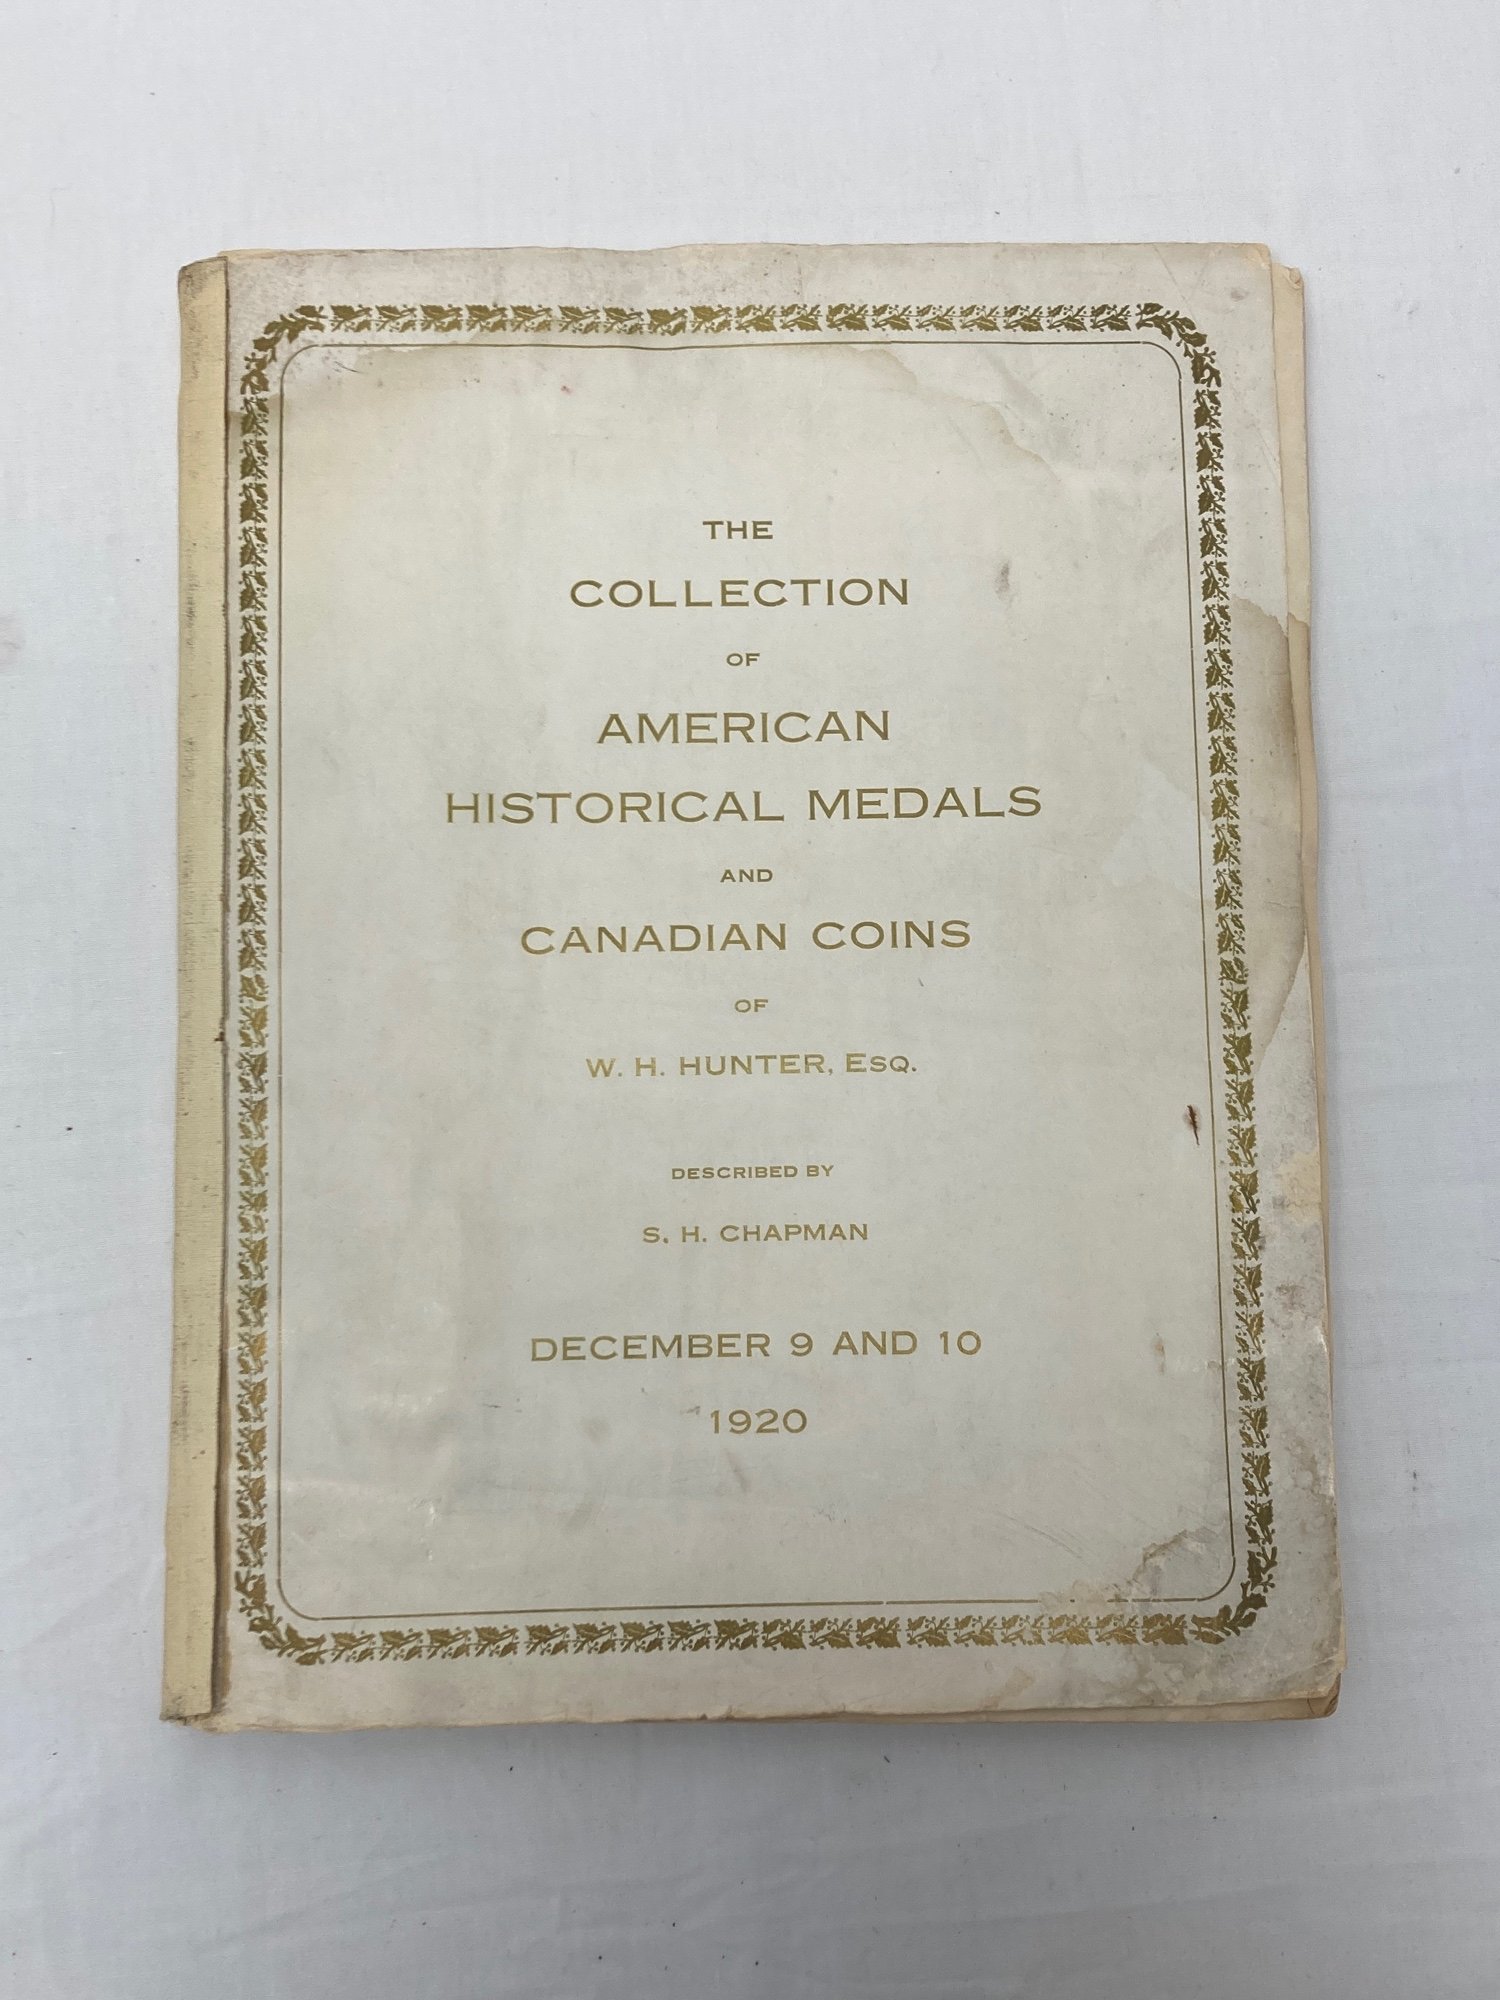 THE
COLLECTION
OF
AMERICAN
HISTORICAL MEDALS
AND
CANADIAN COINS
OF
W. H. HUNTER, ESQ.
DESCRIBED BY
S. H. CHAPMAN
DECEMBER 9 AND 10
1920